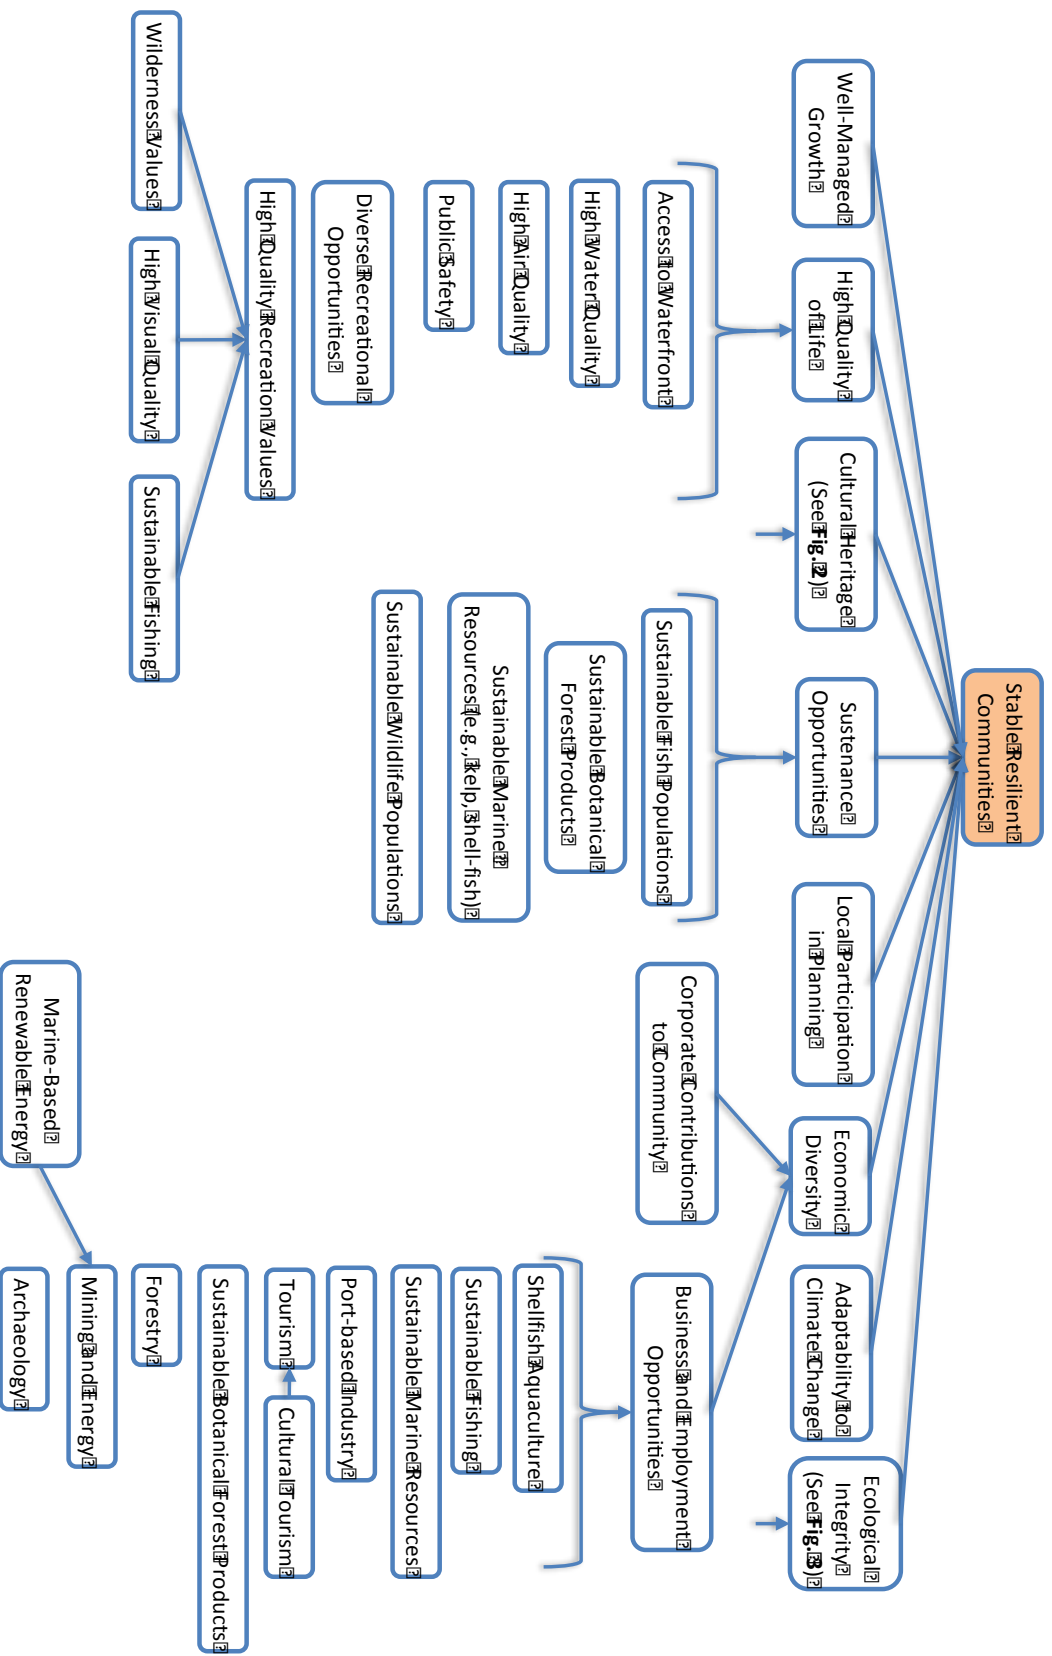 Stable Resilient
Communities
Well-Managed
Growth
High Quality
of Life
Cultural Heritage
(See Fig. 2)
Sustenance
Opportunities
Local Participation
in Planning
Economic
Diversity
Adaptability to
Climate Change
Ecological
Integrity
(See Fig. 3)
Access to Waterfront
High Water Quality
High Air Quality
Public Safety
Diverse Recreational
Opportunities
High Quality Recreation Values
Wilderness Values
High Visual Quality
Sustainable Fishing
Sustainable Fish Populations
Sustainable Botanical
Forest Products
Sustainable Marine
Resources (e.g., kelp, shell-fish)
Sustainable Wildlife Populations
Corporate Contributions
to Community
Business and Employment
Opportunities
Shellfish Aquaculture
Sustainable Fishing
Sustainable Marine Resources
Port-based Industry
Tourism
Cultural Tourism
Sustainable Botanical Forest Products
Forestry
Mining and Energy
Marine-Based
Renewable Energy
Archaeology